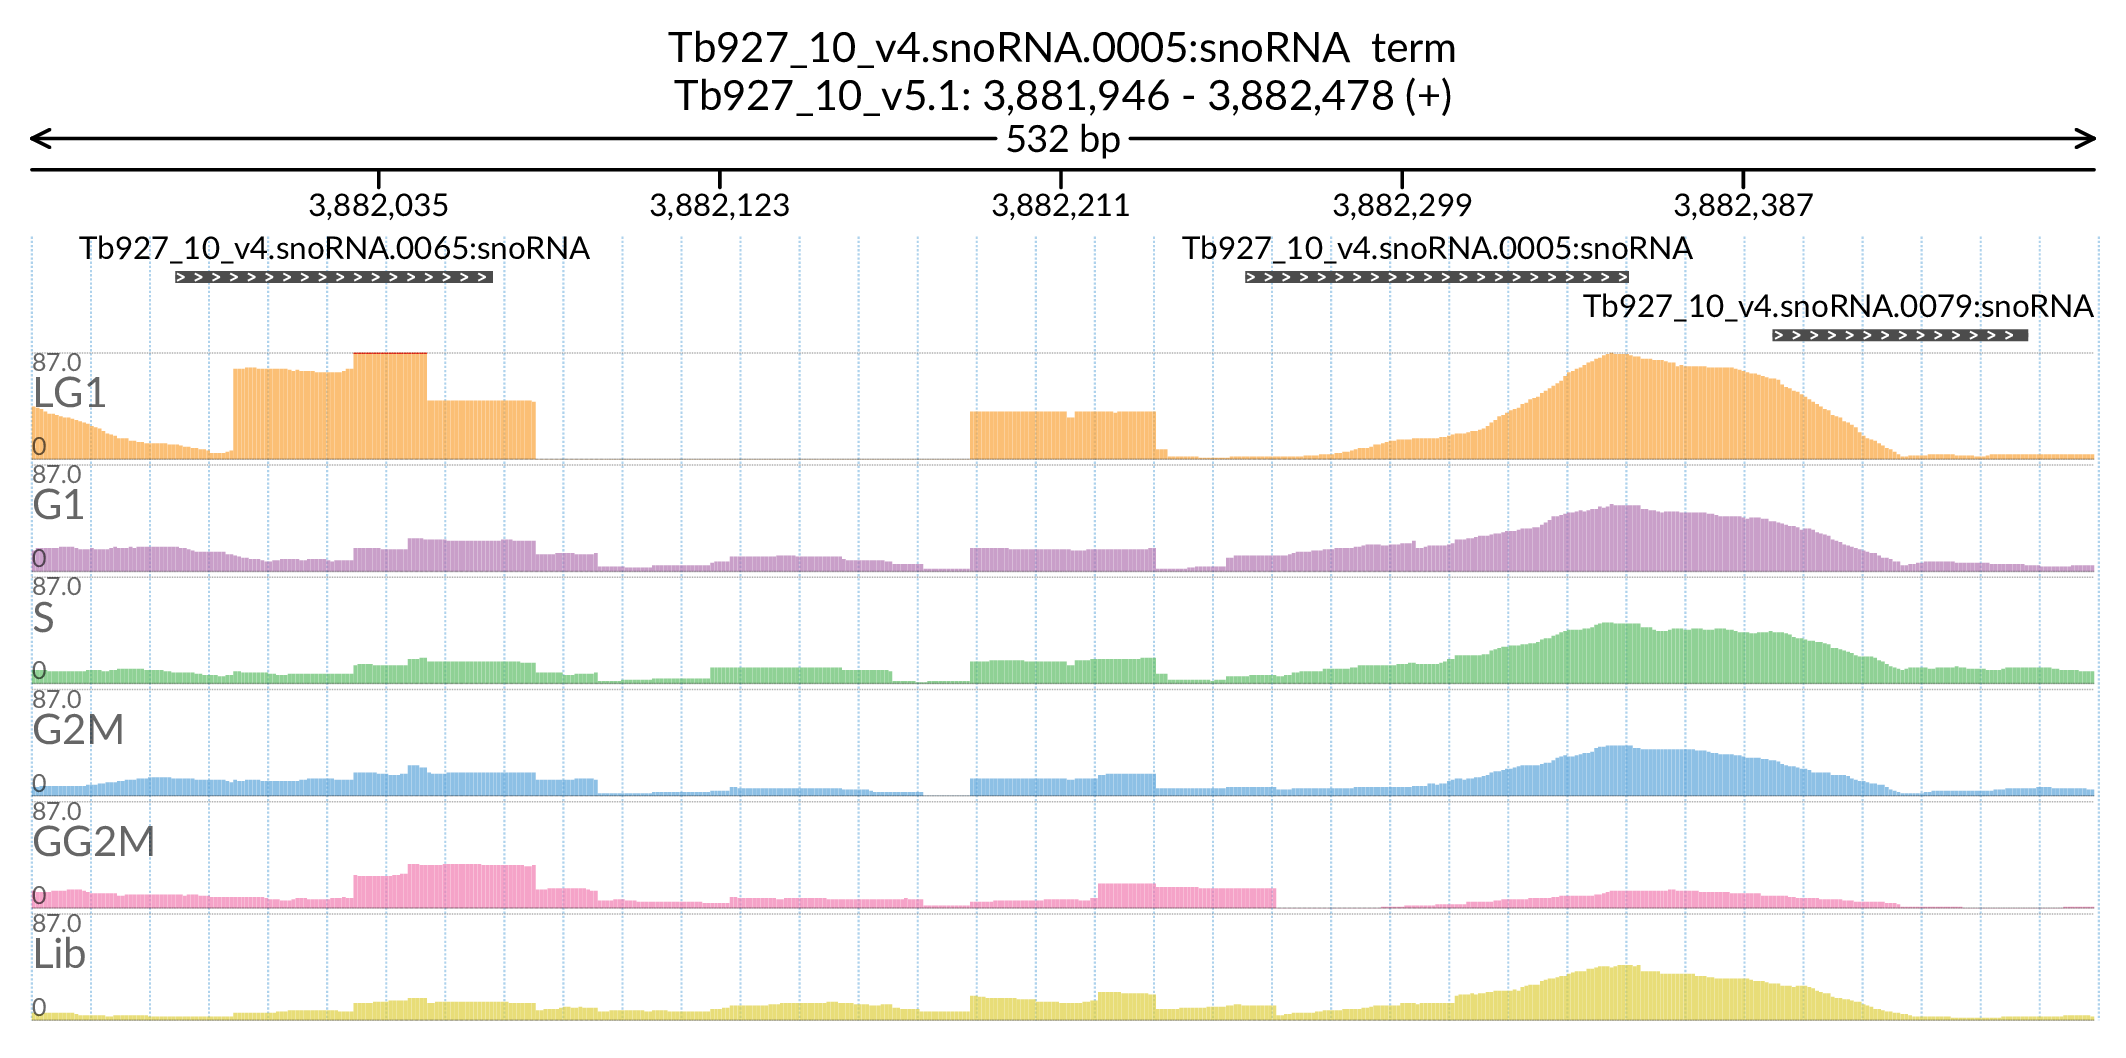 Tb927_10_v4.snoRNA.0005:snoRNA  term
Tb927_10_v5.1: 3,881,946 - 3,882,478 (+)
532 bp
3,882,035 3,882,123 3,882,211 3,882,299 3,882,387
Tb927_10_v4.snoRNA.0065:snoRNA Tb927_10_v4.snoRNA.0005:snoRNA
Tb927_10_v4.snoRNA.0079:snoRNA
87.0
LG1
0
87.0
G1
0
87.0
S
0
87.0
G2M
0
87.0
GG2M
0
87.0
Lib
0